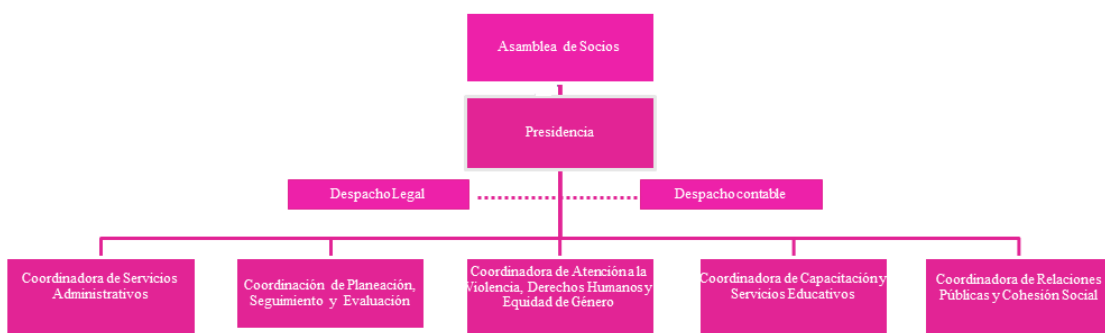 Asamblea de Socios
Presidencia
Despacho Legal
Despacho contable
Coordinadora de Servicios
Administrativos
Coordinación de Planeación,
Seguimiento y Evaluación
Coordinadora de Atención a la
Violencia, Derechos Humanos y
Equidad de Género
Coordinadora de Capacitación y
Servicios Educativos
Coordinadora de Relaciones
Públicas y Cohesión Social